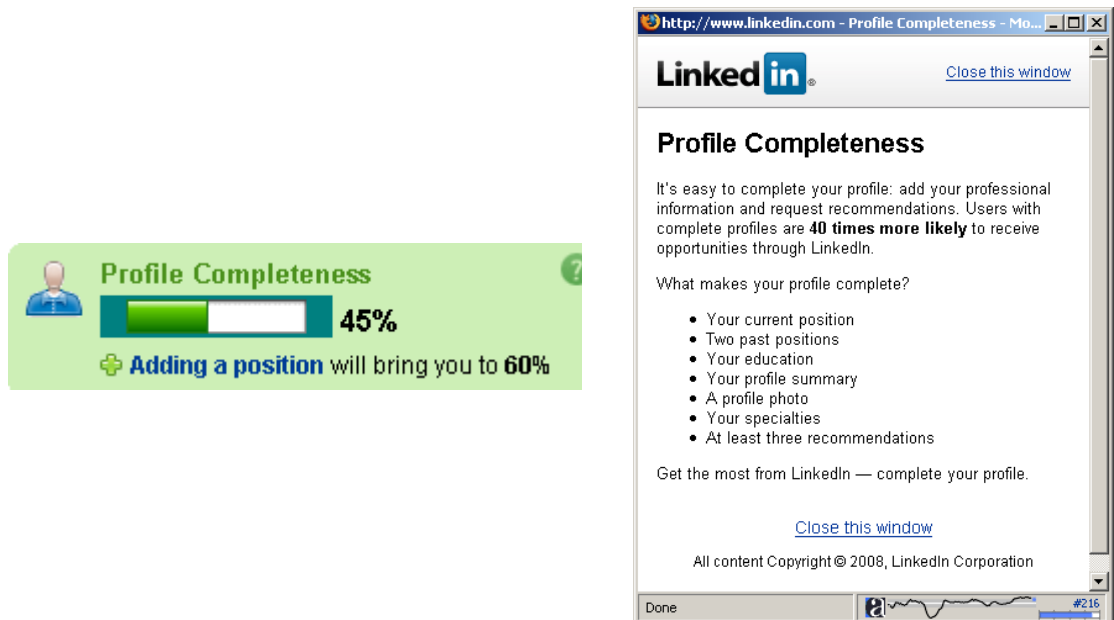 Profile Completeness
?
45%
Adding a position will bring you to 60%
http://www.linkedin.com - Profile Completeness - Mo...
Linked in ®
Close this window
Profile Completeness
It's easy to complete your profile: add your professional
information and request recommendations. Users with
complete profiles are 40 times more likely to receive
opportunities through LinkedIn.
What makes your profile complete?
• Your current position
• Two past positions
• Your education
• Your profile summary
• A profile photo
• Your specialties
• At least three recommendations
Get the most from LinkedIn — complete your profile.
Close this window
All content Copyright © 2008, LinkedIn Corporation
Done
a
#216